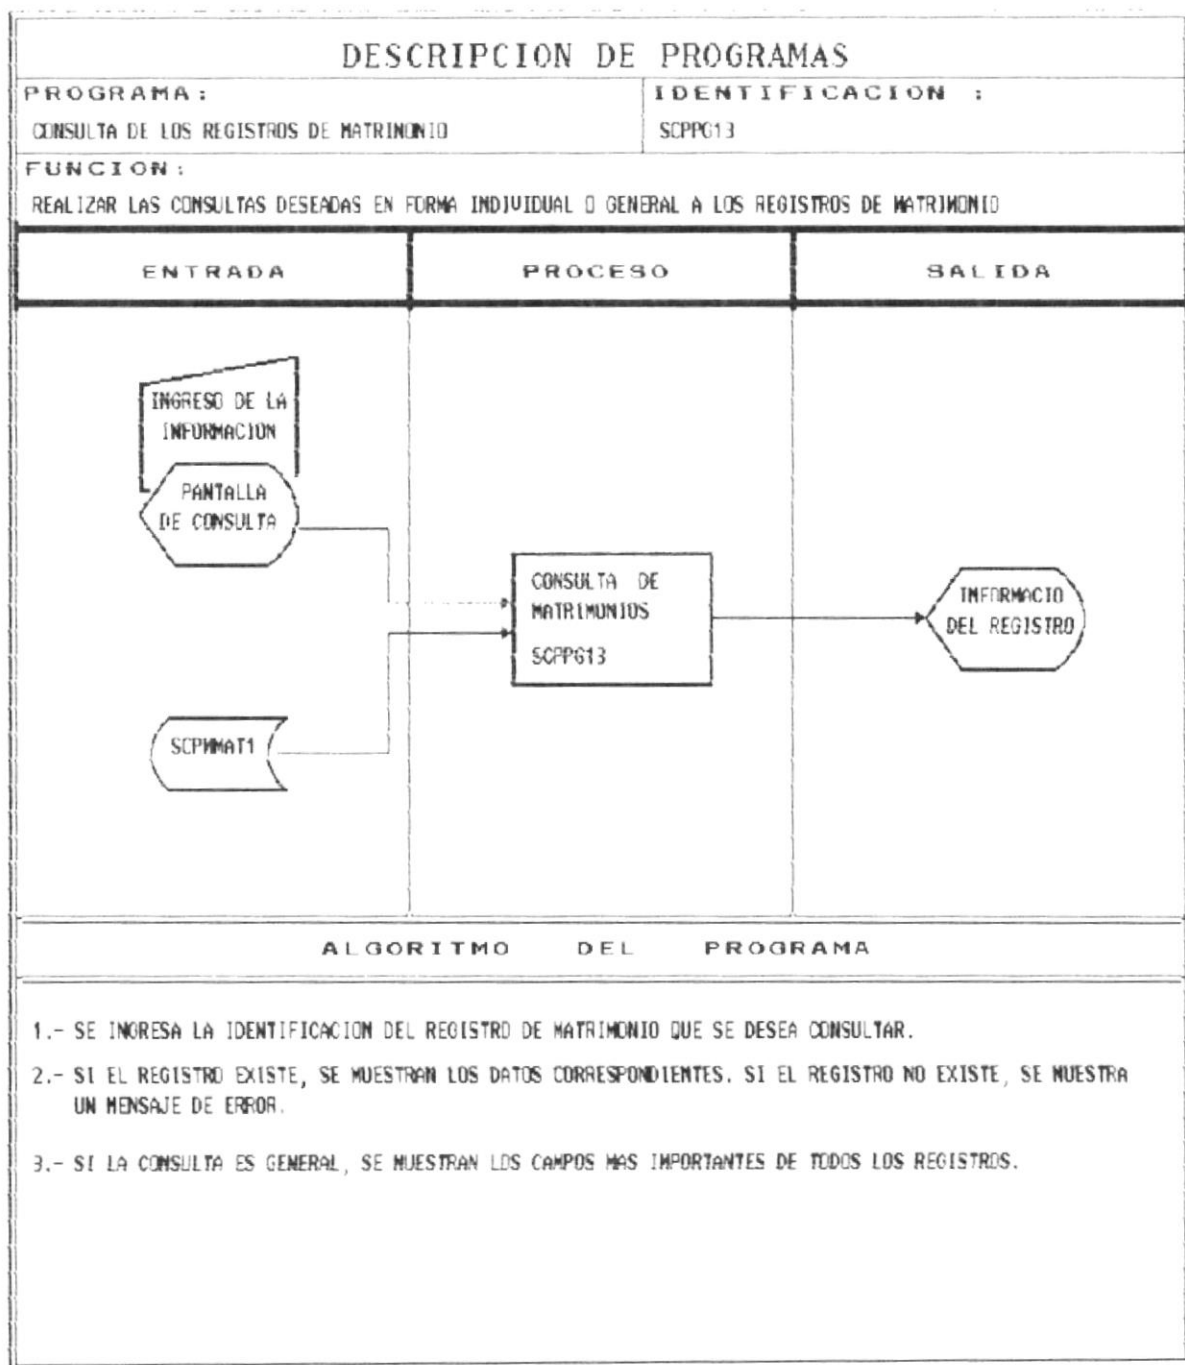 DESCRIPCION DE PROGRAMAS
PROGRAMA:
IDENTIFICACION :
CONSULTA DE LOS REGISTROS DE MATRIMONIO
SCPPG13
FUNCION:
REALIZAR LAS CONSULTAS DESEADAS EN FORMA INDIVIDUAL O GENERAL A LOS REGISTROS DE MATRIMONIO
ENTRADA
PROCESO
SALIDA
INGRESO DE LA
INFORMACION
PANTALLA
DE CONSULTA
CONSULTA DE
MATRIMONIOS
SCPPG13
INFORMACIO
DEL REGISTRO
SCPMMAT1
ALGORITMO DEL PROGRAMA
1.- SE INGRESA LA IDENTIFICACION DEL REGISTRO DE MATRIMONIO QUE SE DESEA CONSULTAR.
2.- SI EL REGISTRO EXISTE, SE MUESTRAN LOS DATOS CORRESPONDIENTES. SI EL REGISTRO NO EXISTE, SE MUESTRA
UN MENSAJE DE ERROR.
3.- SI LA CONSULTA ES GENERAL, SE MUESTRAN LOS CAMPOS MAS IMPORTANTES DE TODOS LOS REGISTROS.